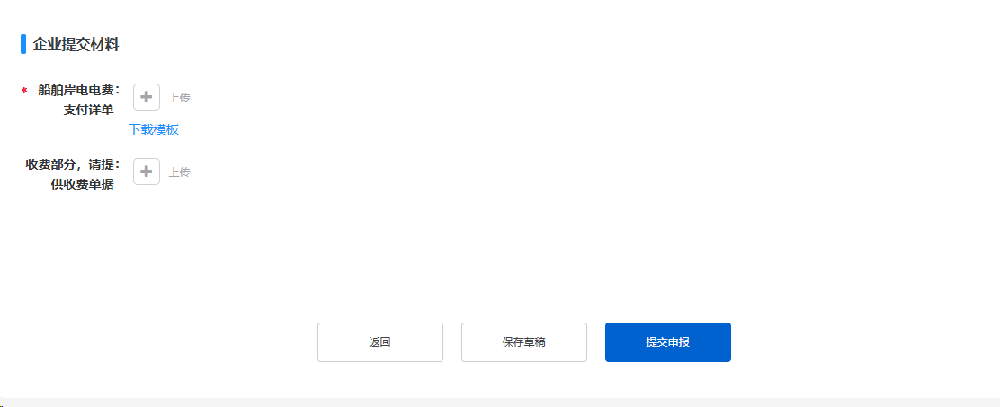 企业提交材料
* 船舶岸电电费： 上传
支付详单
下载模板
收费部分，请提： 上传
供收费单据
返回 保存草稿 提交申报